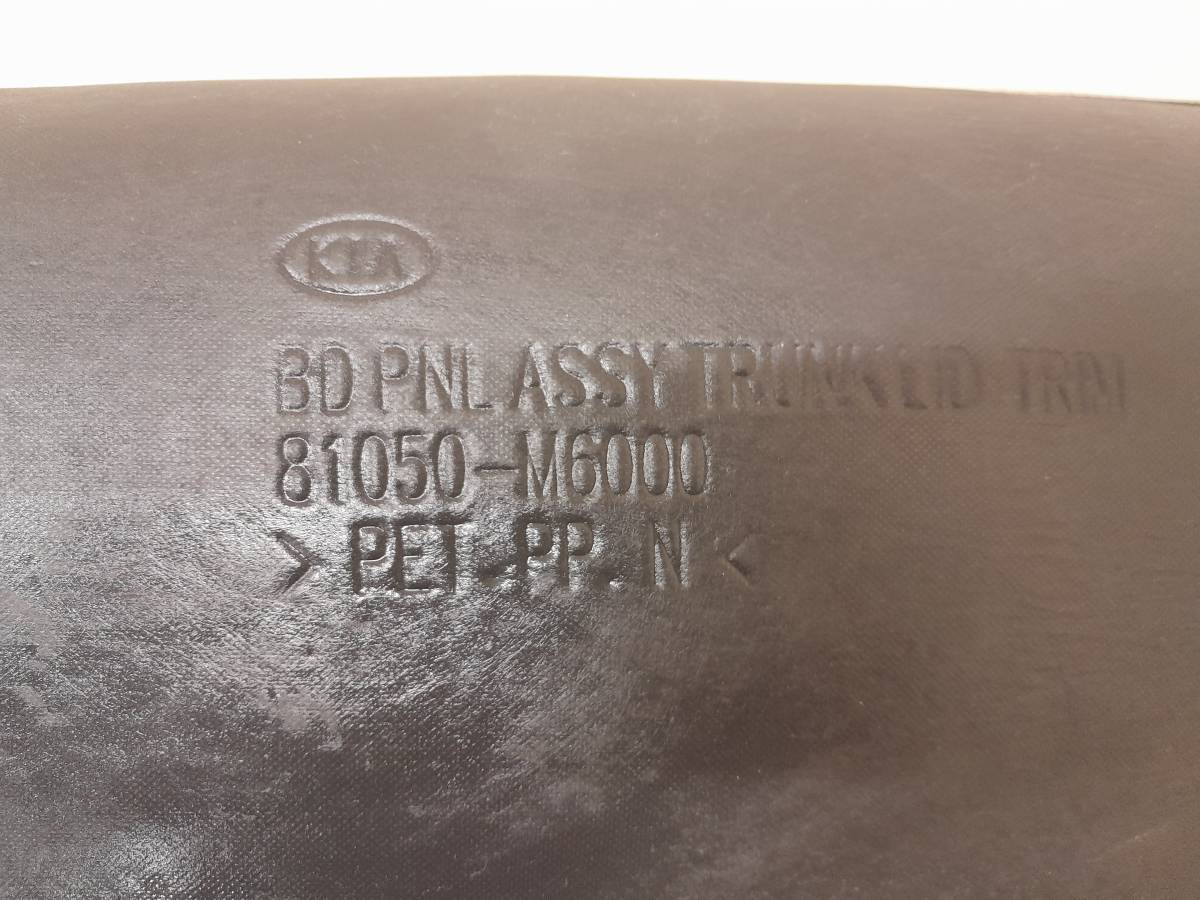 KIA
BD PNL ASSY TRUNK LID TRIM
81050-M6000
> PET.PP.N <